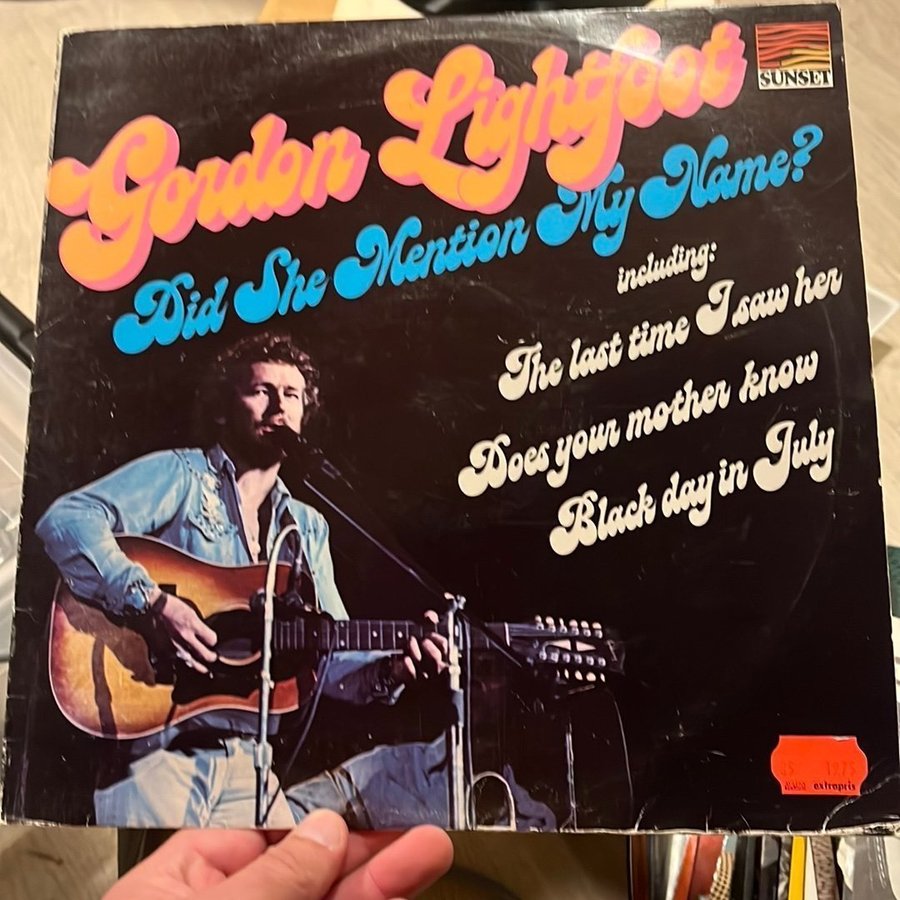 Gordon Lightfoot
SUNSET
Did She Mention My Name?
including:
The last time I saw her
Does your mother know
Black day in July
extrapris